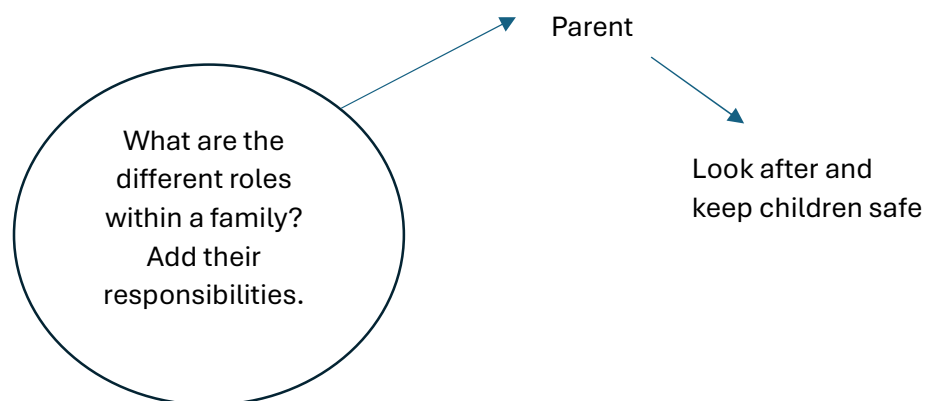 Parent
What are the
different roles
within a family?
Add their
responsibilities.
Look after and
keep children safe